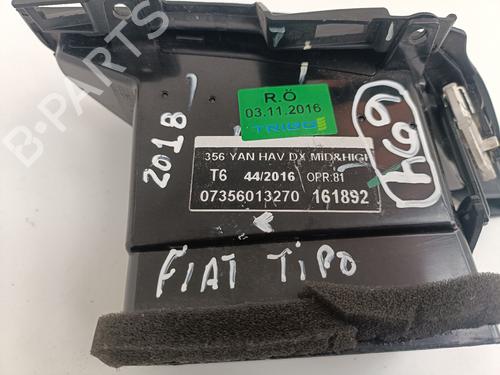 R.Ö
03.11.2016
356 YAN HAV DX MID&HIGH
T6 44/2016 OPR:81
07356013270 161892
2018
FIAT TIPO
B-PARTS